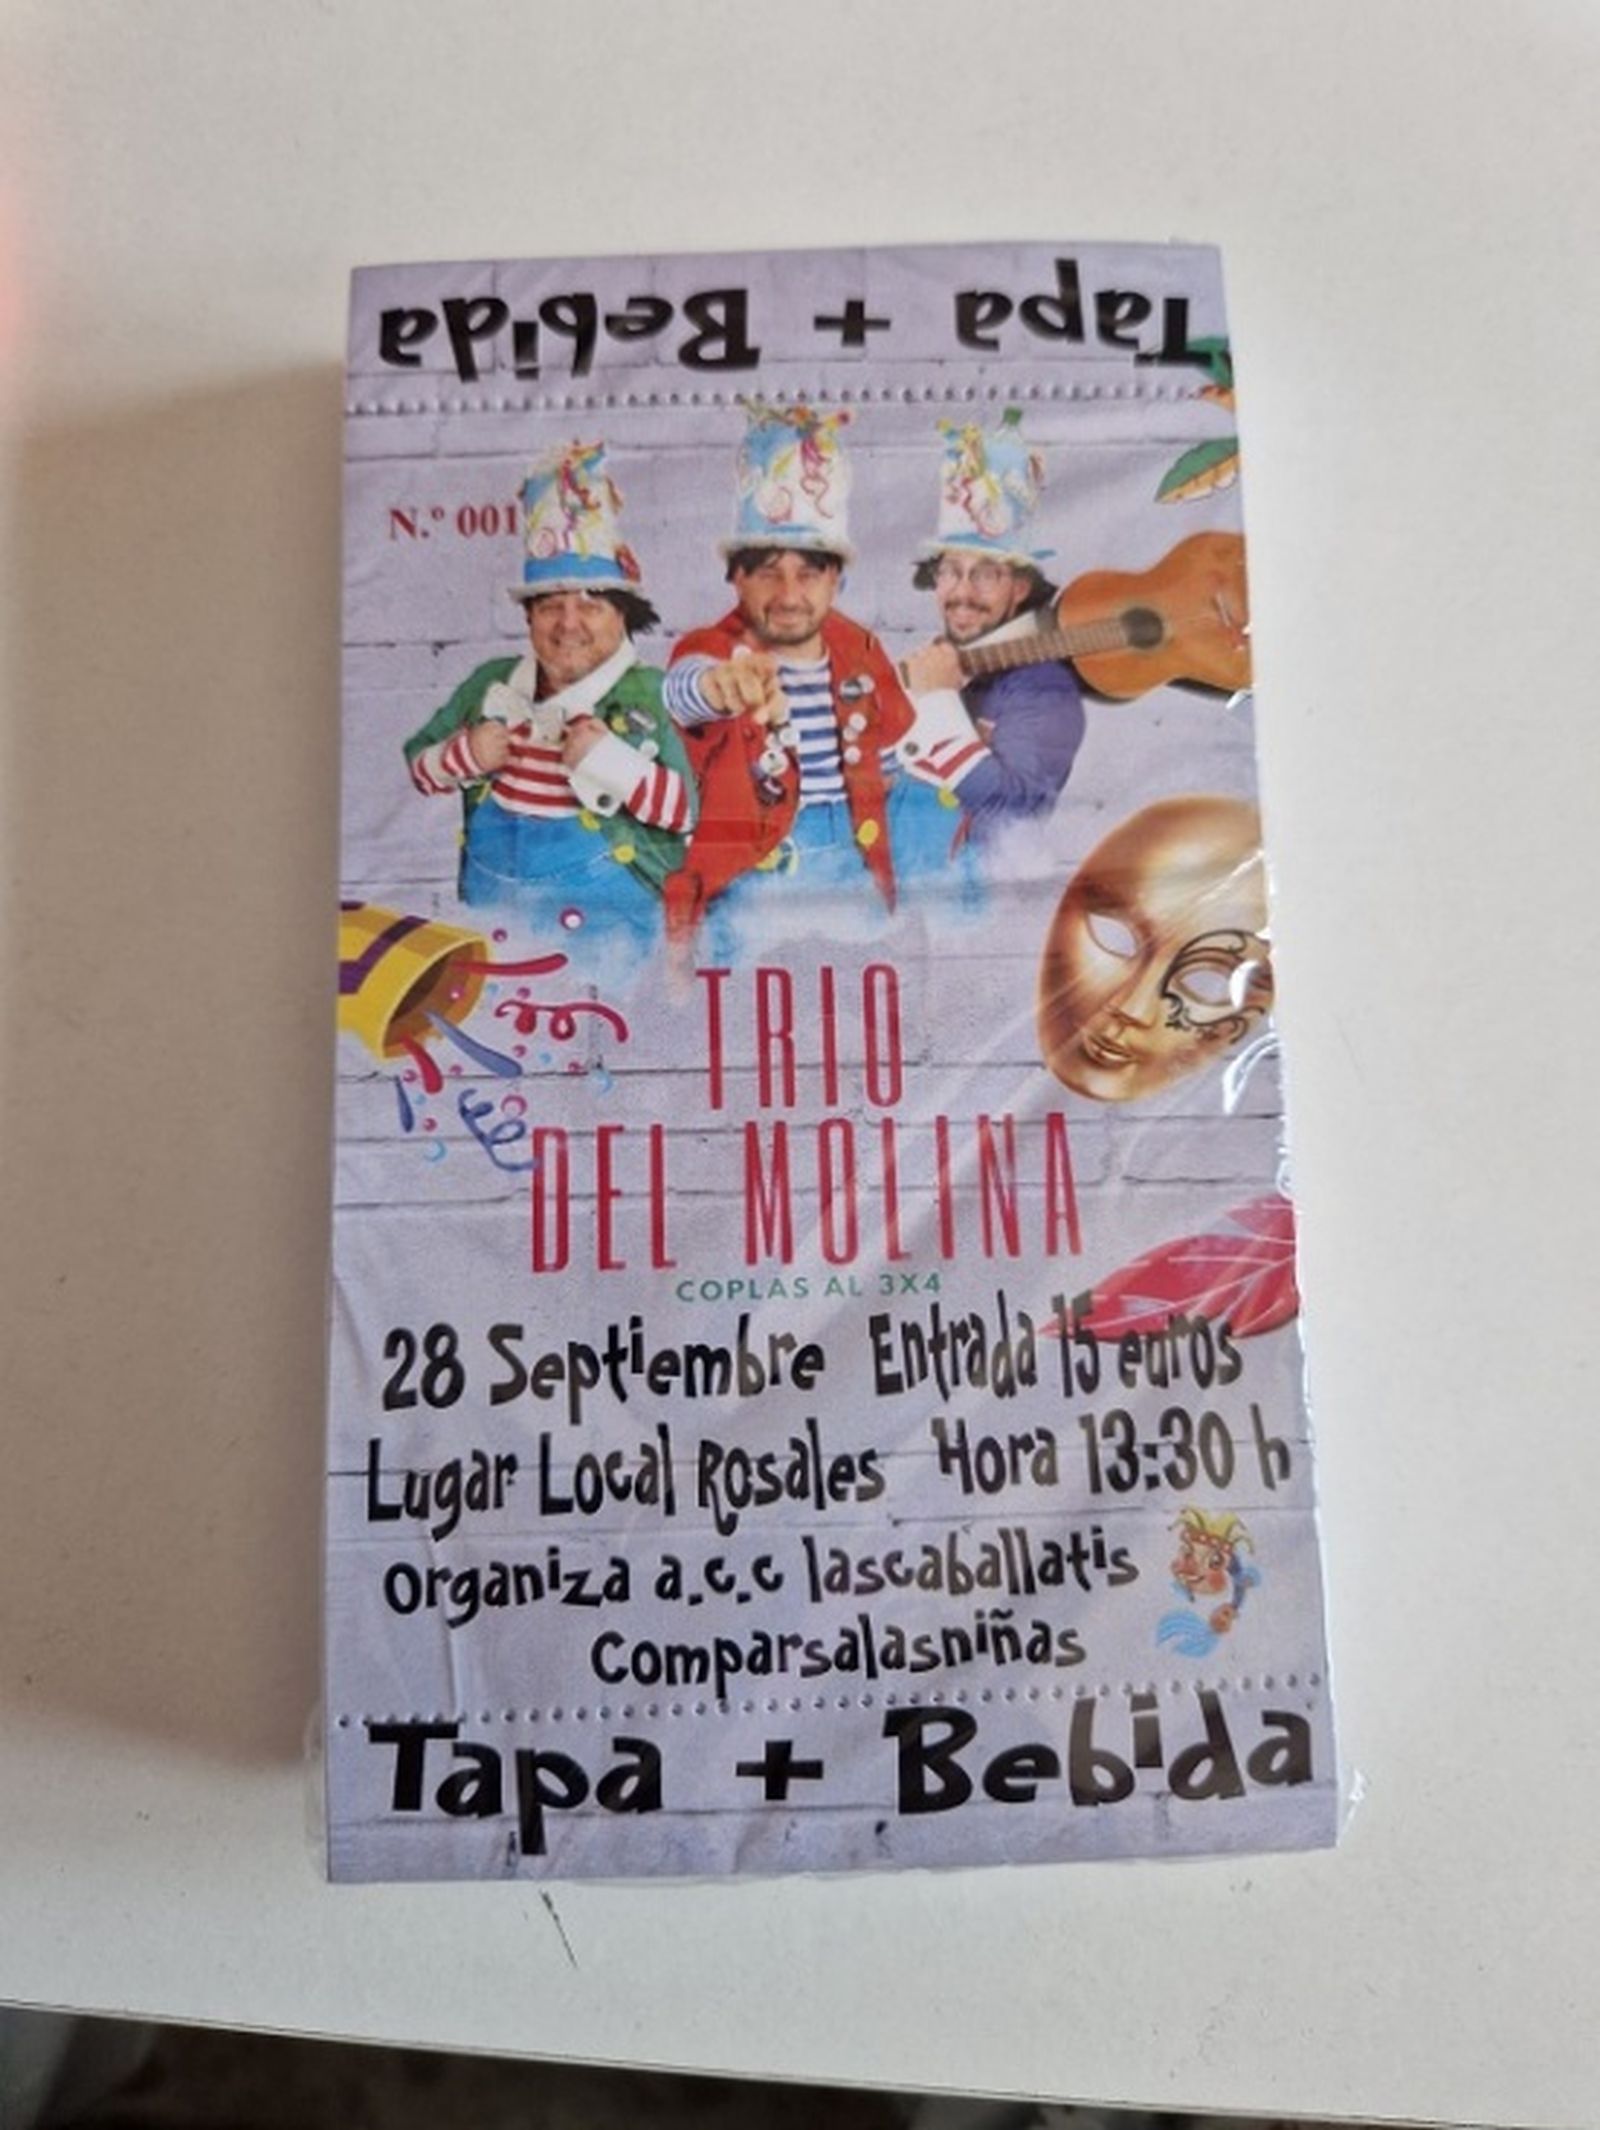 Tapa + Bebida
N.º 001
TRIO
DEL MOLINA
COPLAS AL 3X4
28 Septiembre Entrada 15 euros
Lugar Local Rosales Hora 13:30 h
organiza a.c.c lascaballatis
comparsalasniñas
Tapa + Bebida